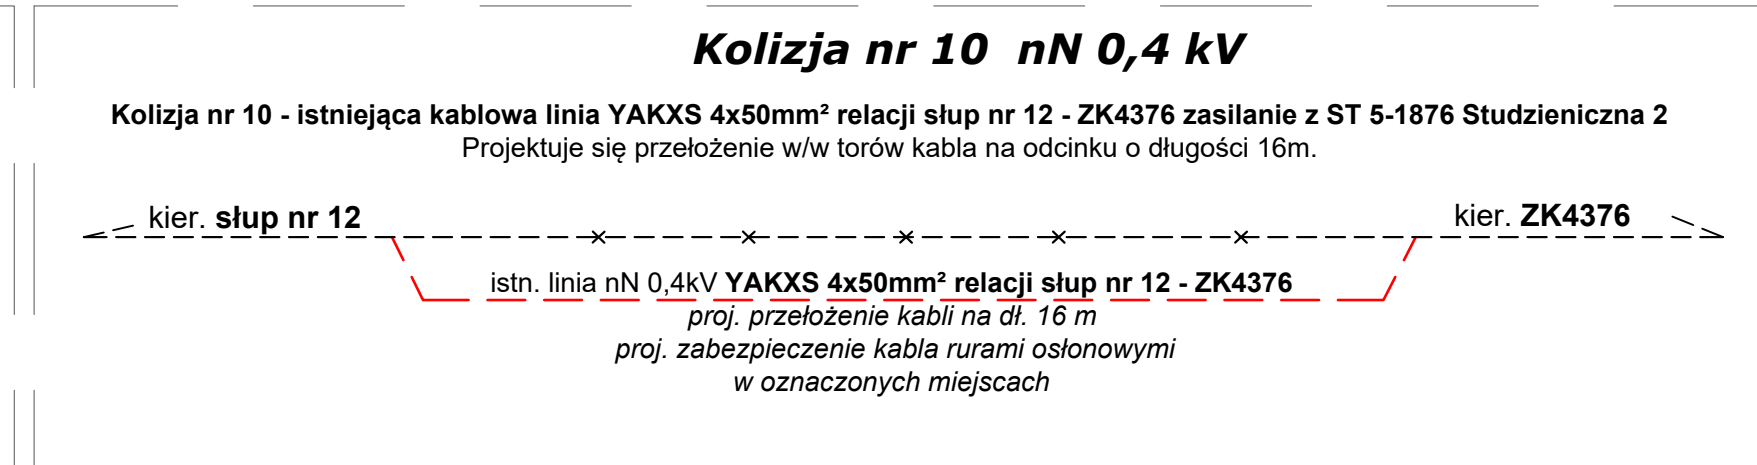 Kolizja nr 10 nN 0,4 kV
Kolizja nr 10 - istniejąca kablowa linia YAKXS 4x50mm² relacji słup nr 12 - ZK4376 zasilanie z ST 5-1876 Studzieniczna 2
Projektuje się przełożenie w/w torów kabla na odcinku o długości 16m.
kier. słup nr 12
kier. ZK4376
istn. linia nN 0,4kV YAKXS 4x50mm² relacji słup nr 12 - ZK4376
proj. przełożenie kabli na dł. 16 m
proj. zabezpieczenie kabla rurami osłonowymi
w oznaczonych miejscach